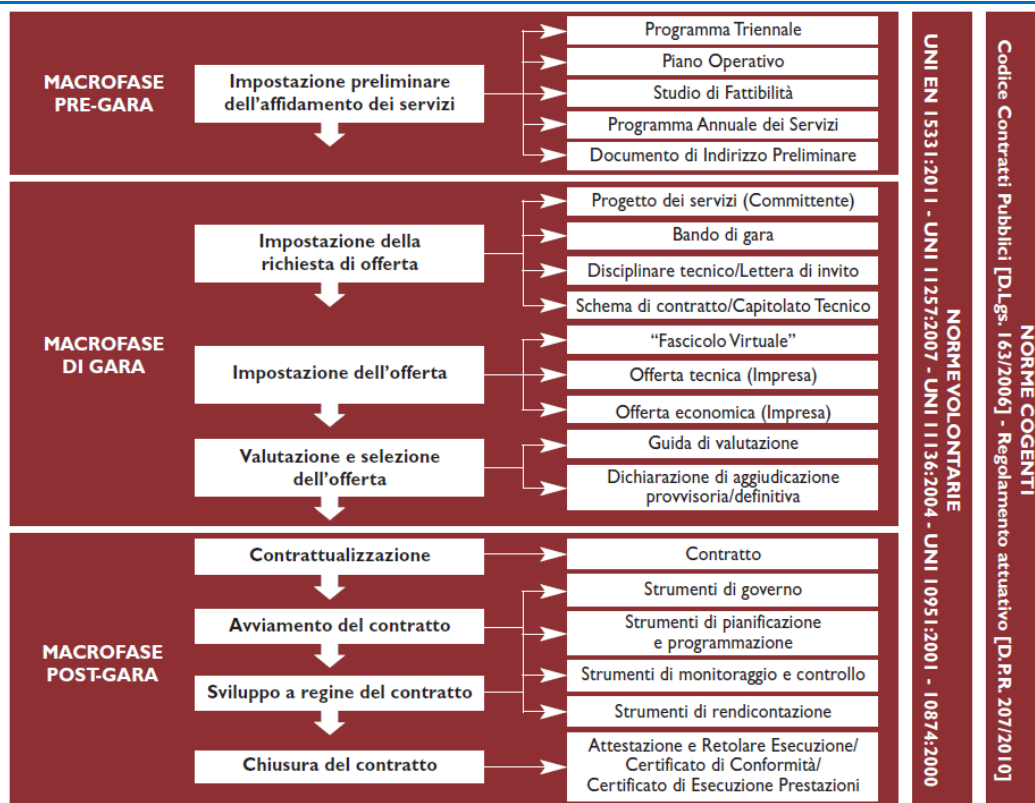 MACROFASE
PRE-GARA
Impostazione preliminare
dell'affidamento dei servizi
Programma Triennale
Piano Operativo
Studio di Fattibilità
Programma Annuale dei Servizi
Documento di Indirizzo Preliminare
MACROFASE
DI GARA
Impostazione della
richiesta di offerta
Progetto dei servizi (Committente)
Bando di gara
Disciplinare tecnico/Lettera di invito
Schema di contratto/Capitolato Tecnico
Impostazione dell'offerta
“Fascicolo Virtuale”
Offerta tecnica (Impresa)
Offerta economica (Impresa)
Valutazione e selezione
dell'offerta
Guida di valutazione
Dichiarazione di aggiudicazione
provvisoria/definitiva
MACROFASE
POST-GARA
Contrattualizzazione
Contratto
Avviamento del contratto
Sviluppo a regine del contratto
Strumenti di governo
Strumenti di pianificazione
e programmazione
Strumenti di monitoraggio e controllo
Strumenti di rendicontazione
Chiusura del contratto
Attestazione e Retolare Esecuzione/
Certificato di Conformità/
Certificato di Esecuzione Prestazioni
NORME VOLONTARIE
UNI EN 15331:2011 - UNI 11257:2007 - UNI 11136:2004 - UNI 10951:2001 - 10874:2000
NORME COGENTI
Codice Contratti Pubblici [D.Lgs. 163/2006] - Regolamento attuativo [D.P.R. 207/2010]